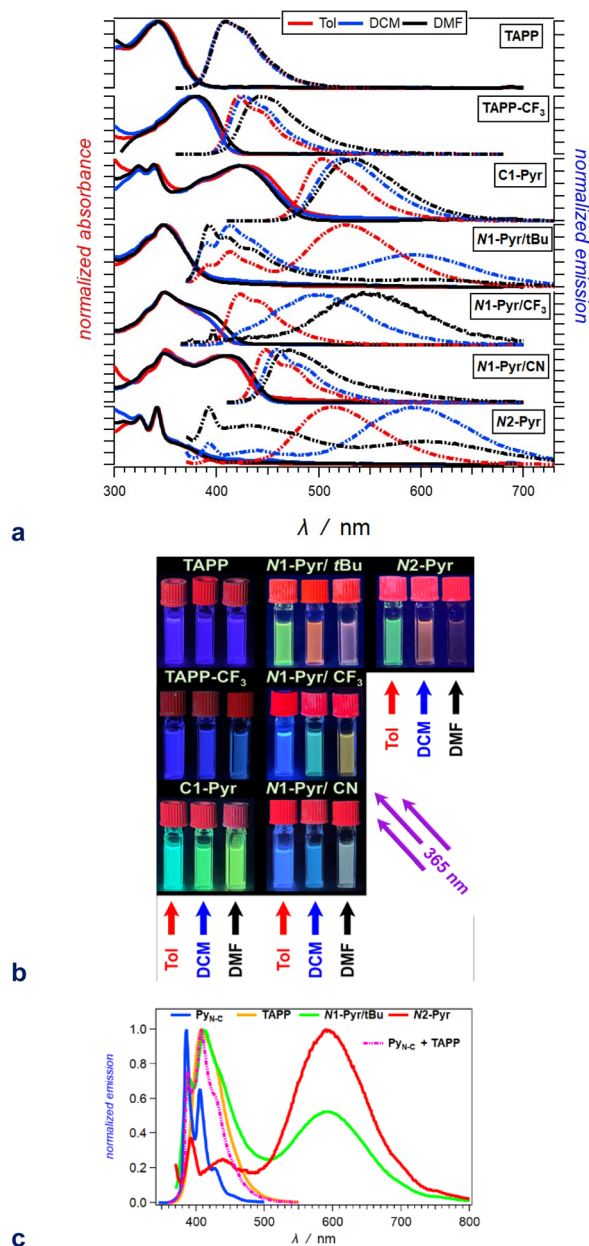 Tol DCM DMF
TAPP
TAPP-CF₃
C1-Pyr
N1-Pyr/tBu
N1-Pyr/CF₃
N1-Pyr/CN
N2-Pyr
normalized absorbance
normalized emission
300 400 500 600 700
λ / nm
a
TAPP N1-Pyr/ tBu N2-Pyr
TAPP-CF₃ N1-Pyr/ CF₃
Tol DCM DMF
C1-Pyr N1-Pyr/ CN
365 nm
Tol DCM DMF Tol DCM DMF
b
Py_N-C TAPP N1-Pyr/tBu N2-Pyr
Py_N-C + TAPP
normalized emission
1.0
0.8
0.6
0.4
0.2
0.0
400 500 600 700 800
λ / nm
c